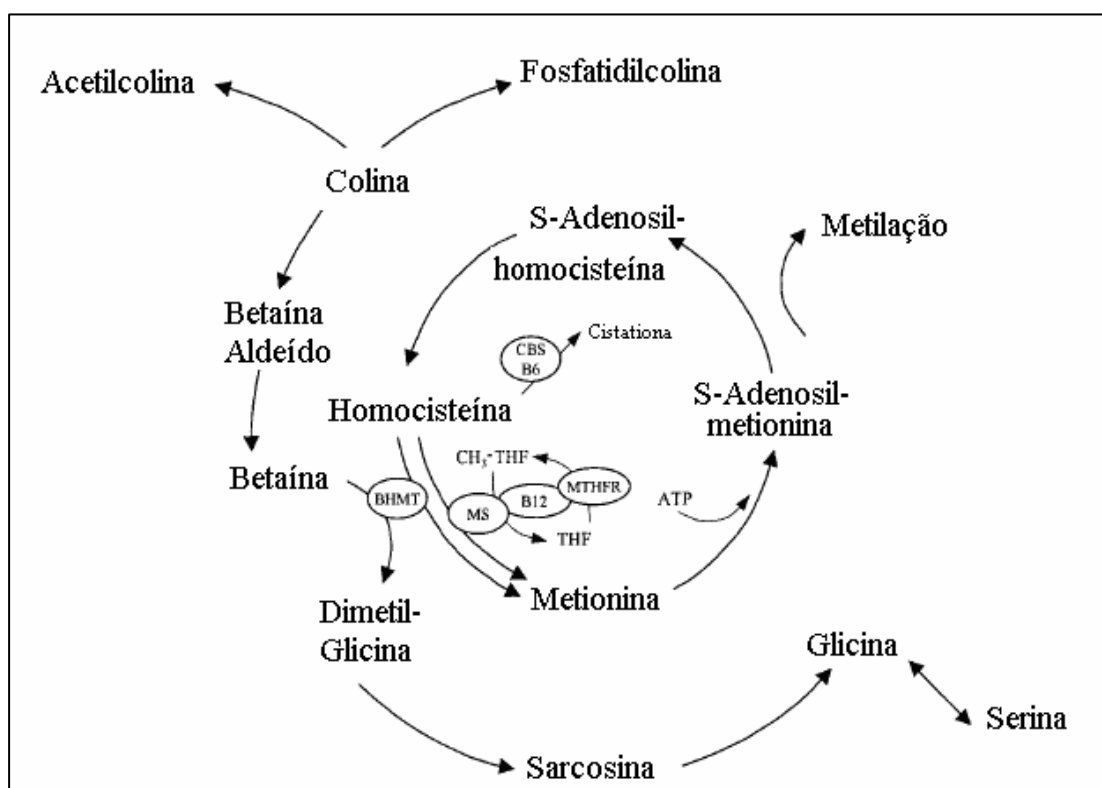 Acetilcolina
Fosfatidilcolina
Colina
S-Adenosil-
homocisteína
Metilação
Betaína
Aldeído
CBS
B6
Cistationa
Homocisteína
S-Adenosil-
metionina
Betaína
BHMT
CH3-THF
MS
B12
MTHFR
THF
ATP
Metionina
Dimetil-
Glicina
Glicina
Serina
Sarcosina